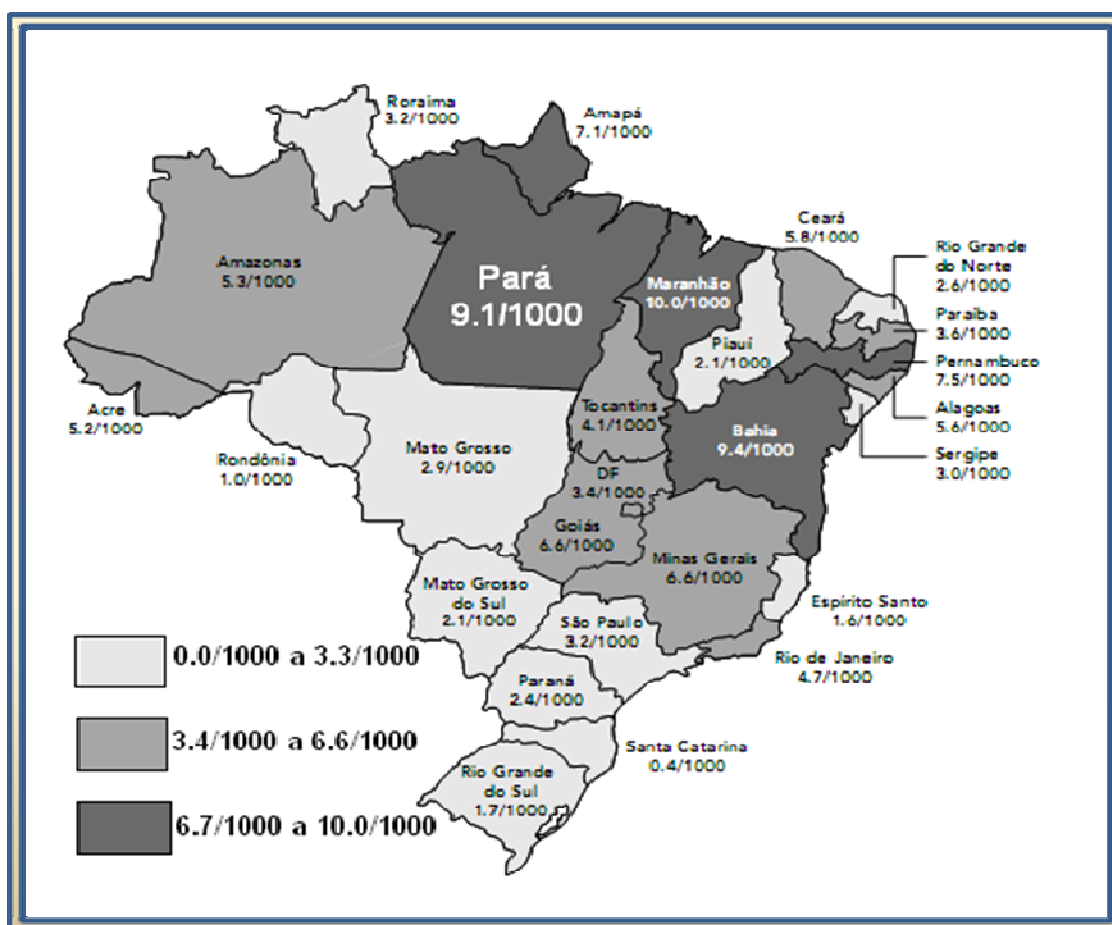 Roraima
3.2/1000
Amapá
7.1/1000
Ceará
5.8/1000
Rio Grande
do Norte
2.6/1000
Amazonas
5.3/1000
Pará
9.1/1000
Maranhão
10.0/1000
Paraíba
3.6/1000
Piauí
2.1/1000
Pernambuco
7.5/1000
Acre
5.2/1000
Tocantins
4.1/1000
Alagoas
5.6/1000
Bahia
9.4/1000
Sergipe
3.0/1000
Rondônia
1.0/1000
Mato Grosso
2.9/1000
DF
3.4/1000
Goiás
6.6/1000
Minas Gerais
6.6/1000
Mato Grosso
do Sul
2.1/1000
Espírito Santo
1.6/1000
São Paulo
3.2/1000
Rio de Janeiro
4.7/1000
Paraná
2.4/1000
Santa Catarina
0.4/1000
Rio Grande
do Sul
1.7/1000
0.0/1000 a 3.3/1000
3.4/1000 a 6.6/1000
6.7/1000 a 10.0/1000